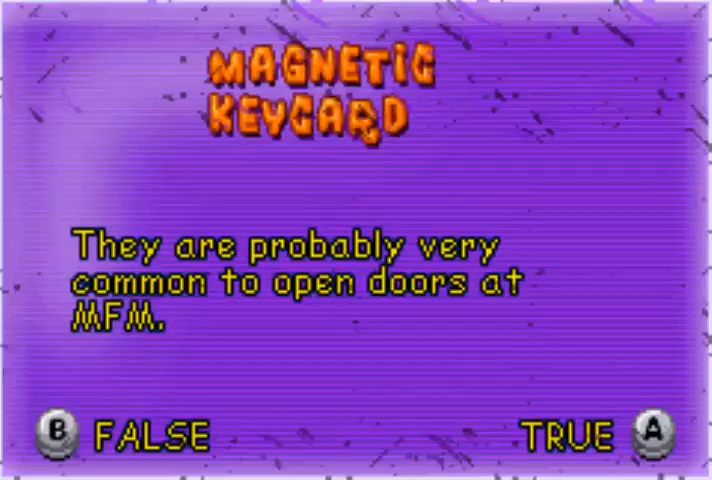 MAGNETIC
KEYCARD
They are probably very
common to open doors at
MFM.
B FALSE
TRUE A